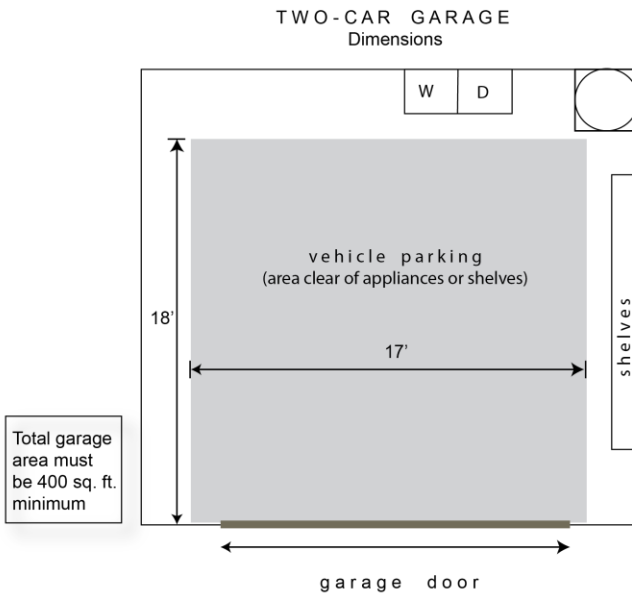 TWO-CAR GARAGE
Dimensions
W
D
vehicle parking
(area clear of appliances or shelves)
18’
17’
shelves
Total garage
area must
be 400 sq. ft.
minimum
garage door